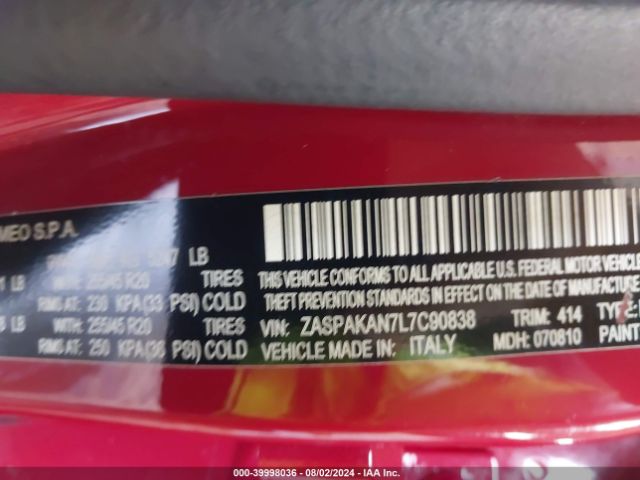 MEO S.P.A.
LB
LB 255/45 R20 TIRES
RIMS AT: 230 KPA (33 PSI) COLD
LB WITH: 255/45 R20 TIRES
RIMS AT: 250 KPA (36 PSI) COLD
THIS VEHICLE CONFORMS TO ALL APPLICABLE U.S. FEDERAL MOTOR VEHICLE
THEFT PREVENTION STANDARDS IN EFFECT ON THE DATE OF MANUFACTURE
VIN: ZASPAKAN7L7C90838 TRIM: 414
VEHICLE MADE IN: ITALY MDH: 070810 PAINT
000-39998036 - 08/02/2024 - IAA Inc.